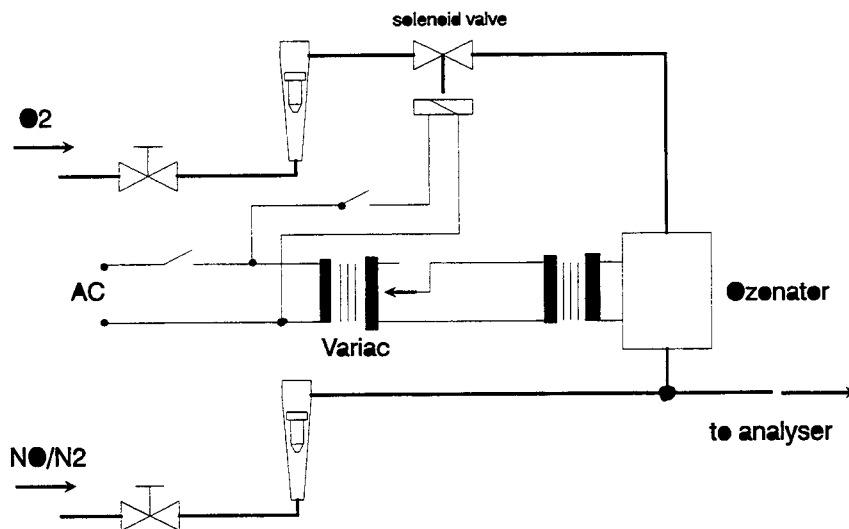 solenoid valve
O2
AC
Ozonator
Variac
to analyser
NO/N2